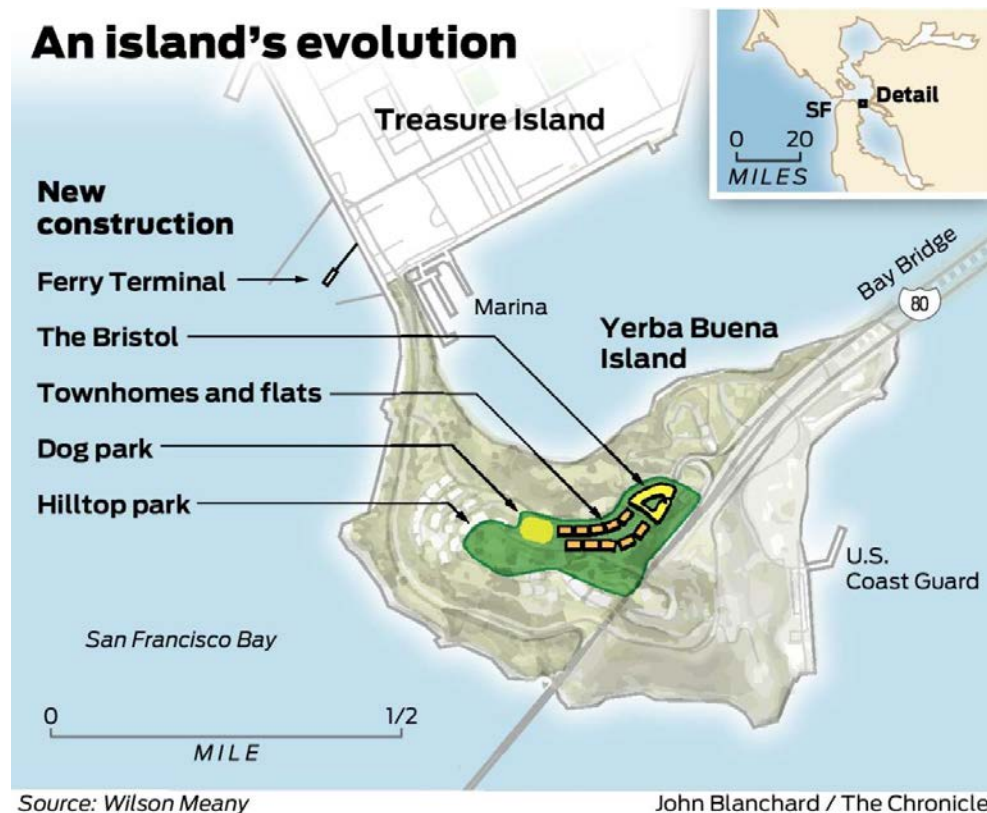 An island's evolution
Treasure Island
SF
Detail
0 20
MILES
New
construction
Ferry Terminal
The Bristol
Townhomes and flats
Dog park
Hilltop park
Marina
Yerba Buena
Island
Bay Bridge
80
U.S.
Coast Guard
San Francisco Bay
0 1/2
MILE
Source: Wilson Meany
John Blanchard / The Chronicle